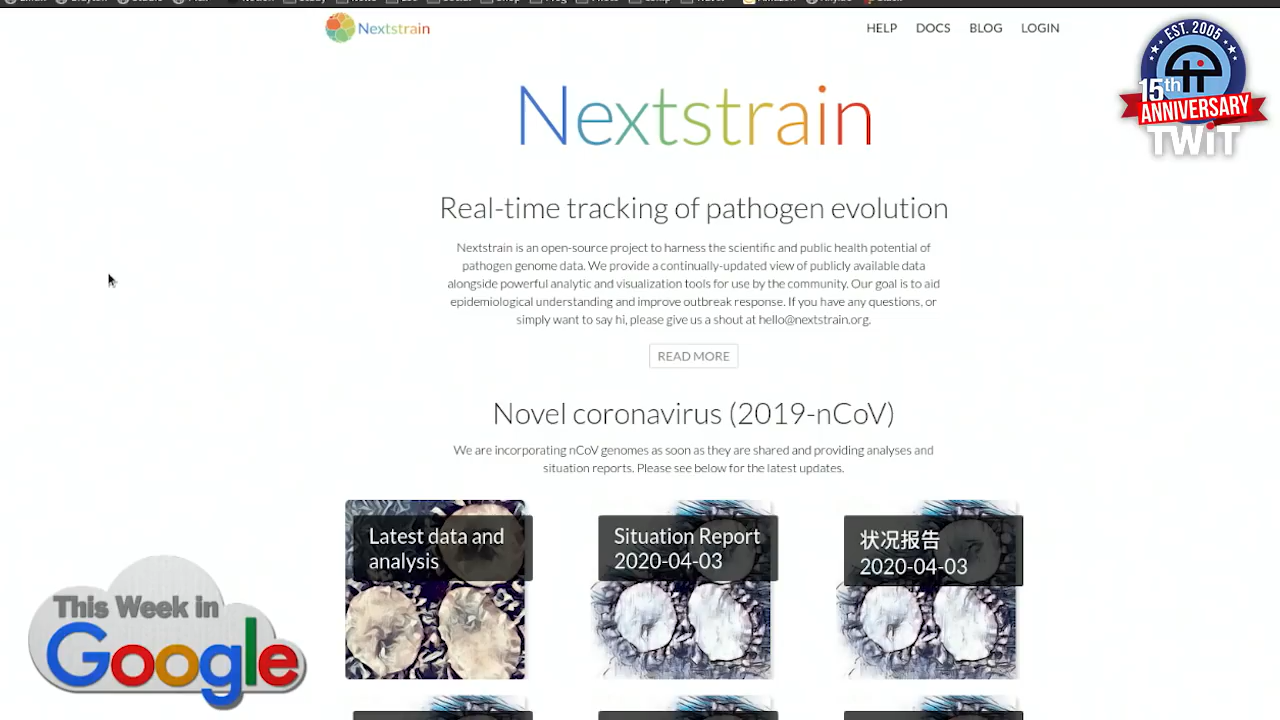 Nextstrain
HELP DOCS BLOG LOGIN
EST. 2005
15th
ANNIVERSARY
TWiT
Nextstrain
Real-time tracking of pathogen evolution
Nextstrain is an open-source project to harness the scientific and public health potential of
pathogen genome data. We provide a continually-updated view of publicly available data
alongside powerful analytic and visualization tools for use by the community. Our goal is to aid
epidemiological understanding and improve outbreak response. If you have any questions, or
simply want to say hi, please give us a shout at hello@nextstrain.org.
READ MORE
Novel coronavirus (2019-nCoV)
We are incorporating nCoV genomes as soon as they are shared and providing analyses and
situation reports. Please see below for the latest updates.
Latest data and
analysis
Situation Report
2020-04-03
状况报告
2020-04-03
This Week in
Google